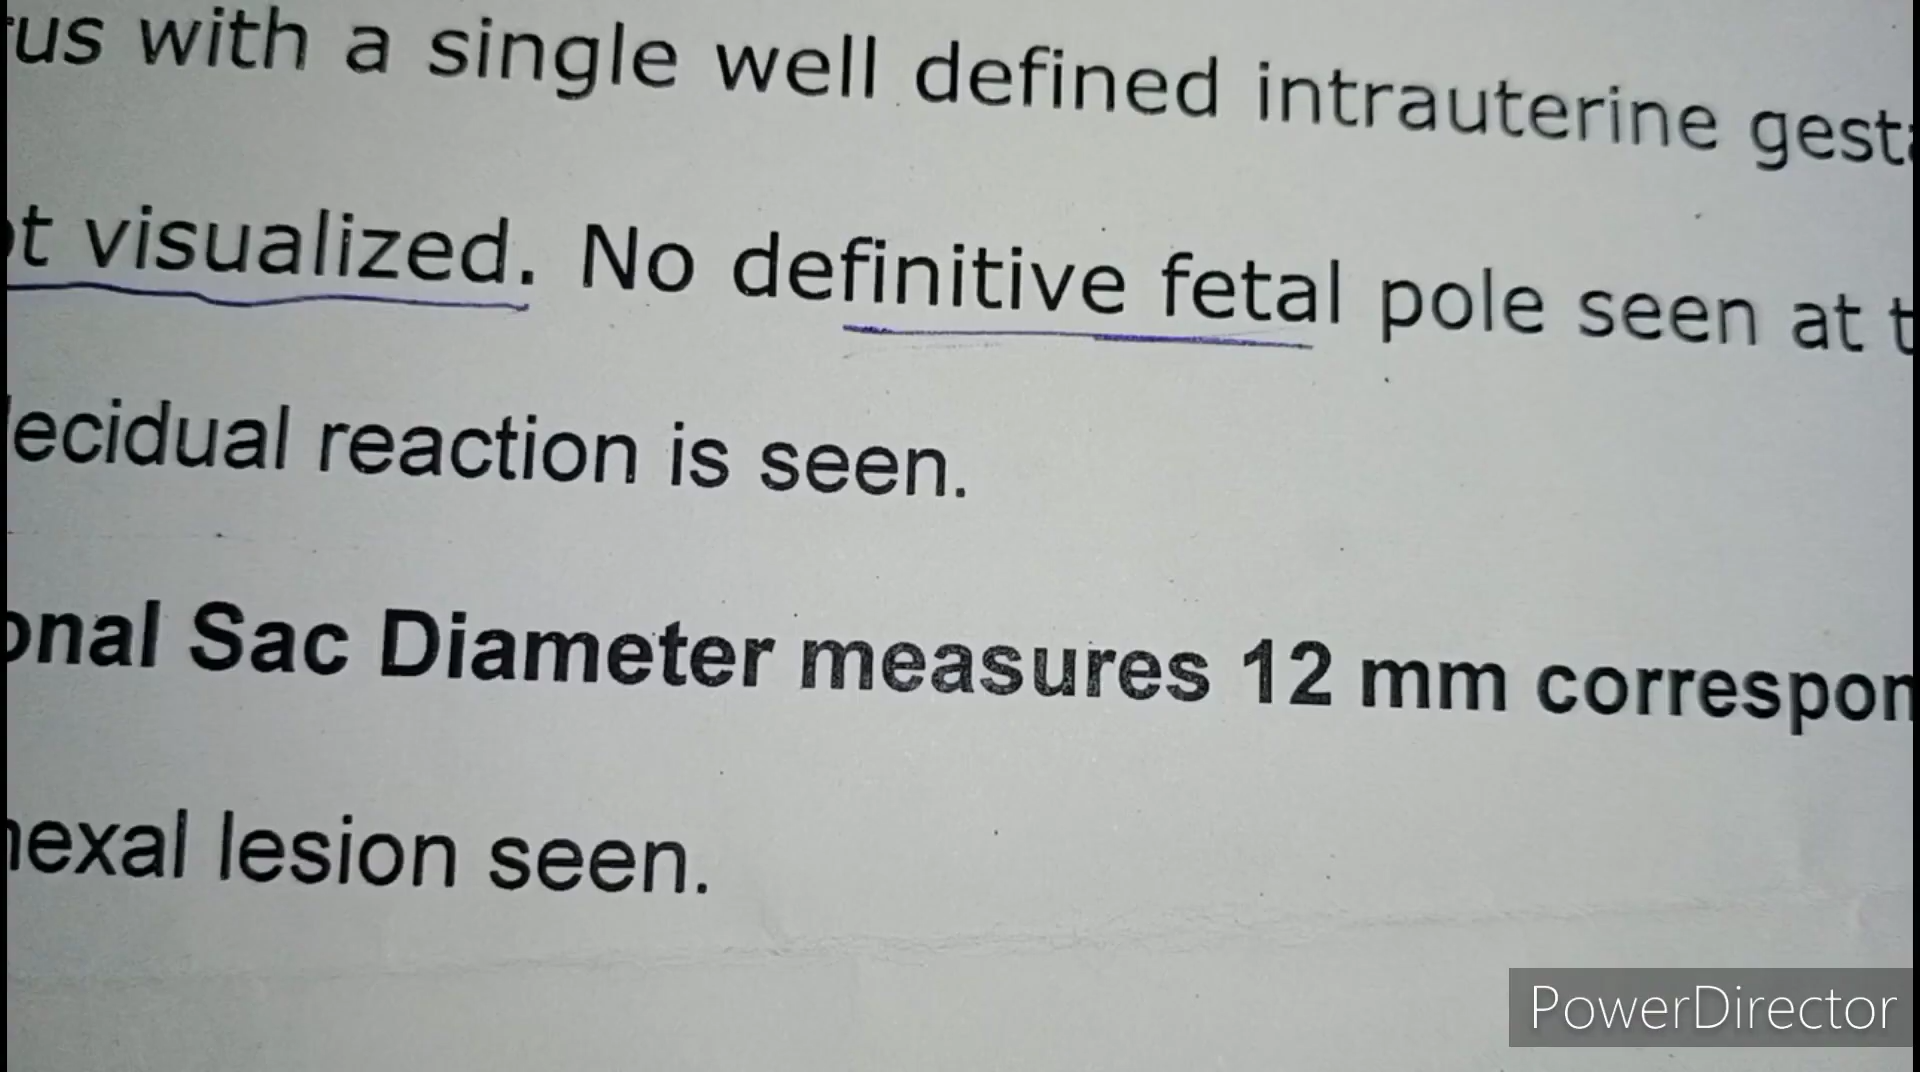 us with a single well defined intrauterine gest
t visualized. No definitive fetal pole seen at t
ecidual reaction is seen.
onal Sac Diameter measures 12 mm correspon
exal lesion seen.
PowerDirector